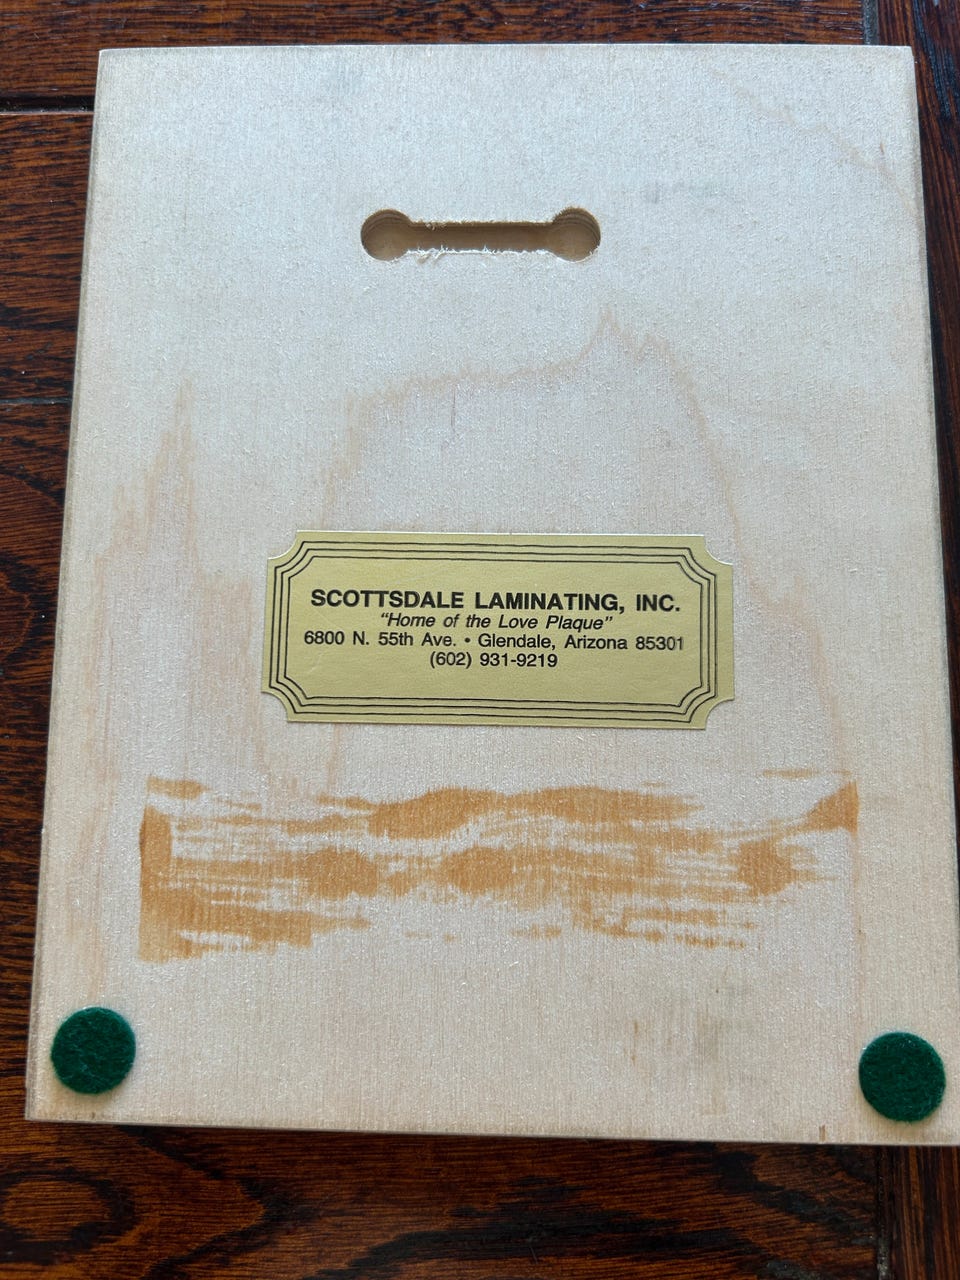 SCOTTSDALE LAMINATING, INC.
“Home of the Love Plaque”
6800 N. 55th Ave. • Glendale, Arizona 85301
(602) 931-9219